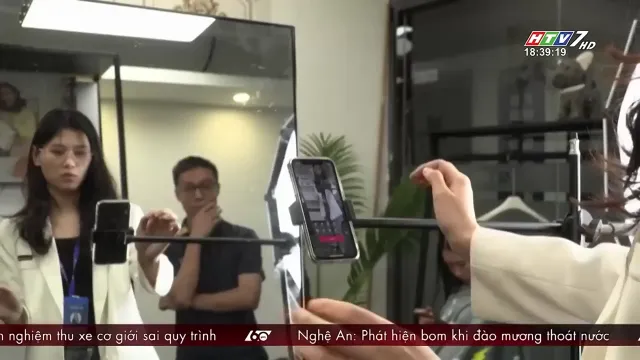 HTV7 HD
18:39:19
nghiệm thu xe cơ giới sai quy trình
60
Nghệ An: Phát hiện bom khi đào mương thoát nước